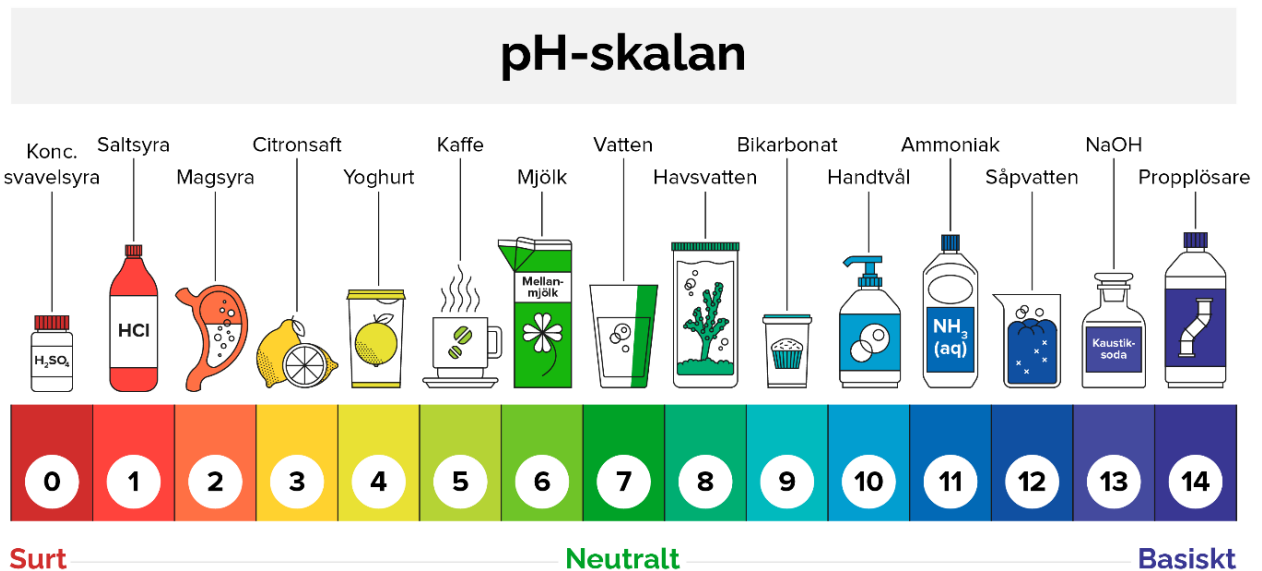 pH-skalan
Konc.
svavelsyra
Saltsyra
Magsyra
Citronsaft
Yoghurt
Kaffe
Mjölk
Vatten
Havsvatten
Bikarbonat
Handtvål
Ammoniak
Såpvatten
NaOH
Propplösare
H₂SO₄
HCl
Mellan-
mjölk
NH₃
(aq)
Kaustik-
soda
0 1 2 3 4 5 6 7 8 9 10 11 12 13 14
Surt Neutralt Basiskt